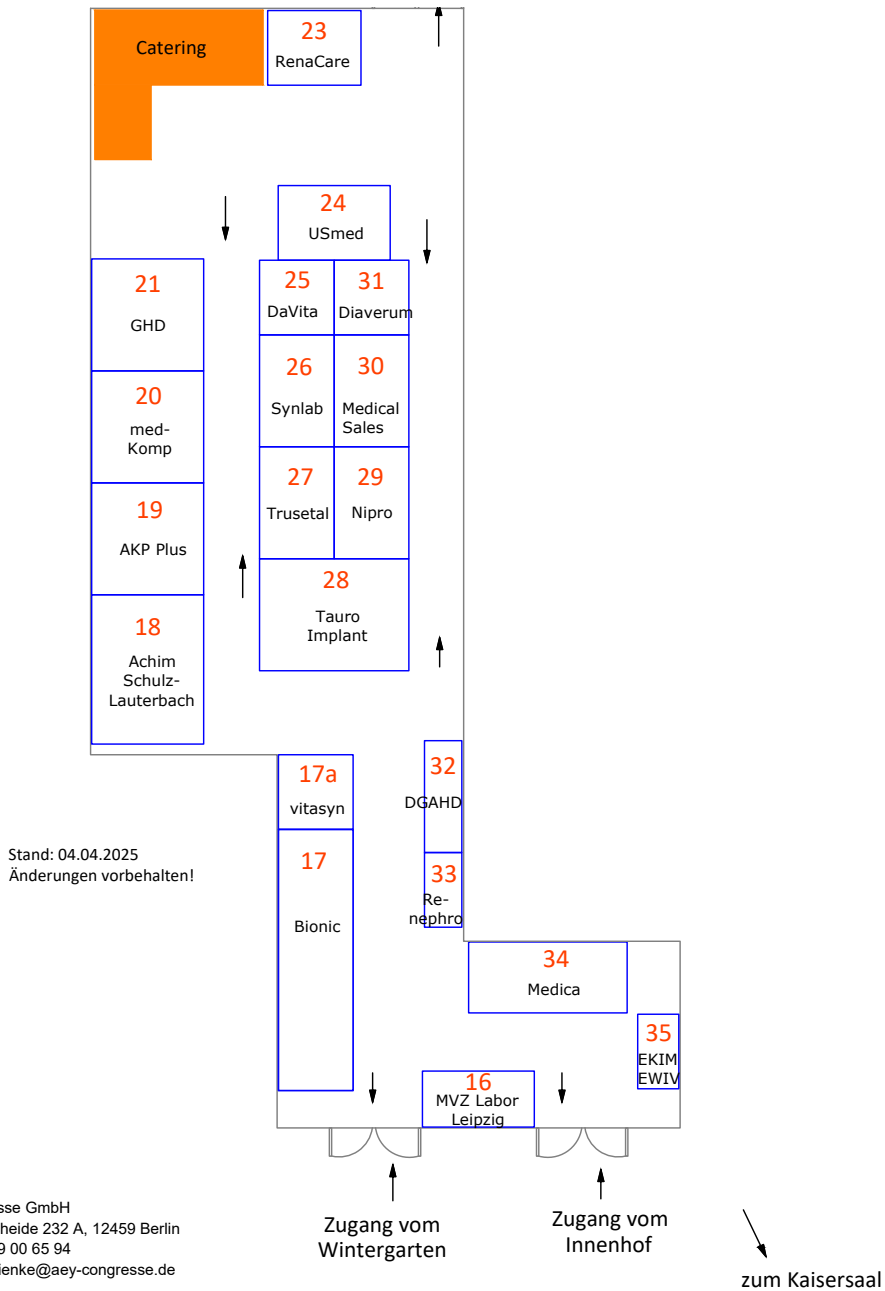 Catering
23
RenaCare
24
USmed
21
GHD
25
DaVita
31
Diaverum
20
med-
Komp
26
Synlab
30
Medical
Sales
19
AKP Plus
27
Trusetal
29
Nipro
18
Achim
Schulz-
Lauterbach
28
Tauro
Implant
17a
vitasyn
32
DGAHD
Stand: 04.04.2025
Änderungen vorbehalten!
17
Bionic
33
Re-
nephro
34
Medica
35
EKIM
EWIV
16
MVZ Labor
Leipzig
Zugang vom
Wintergarten
Zugang vom
Innenhof
zum Kaisersaal
sse GmbH
heide 232 A, 12459 Berlin
9 00 65 94
ienke@aey-congresse.de